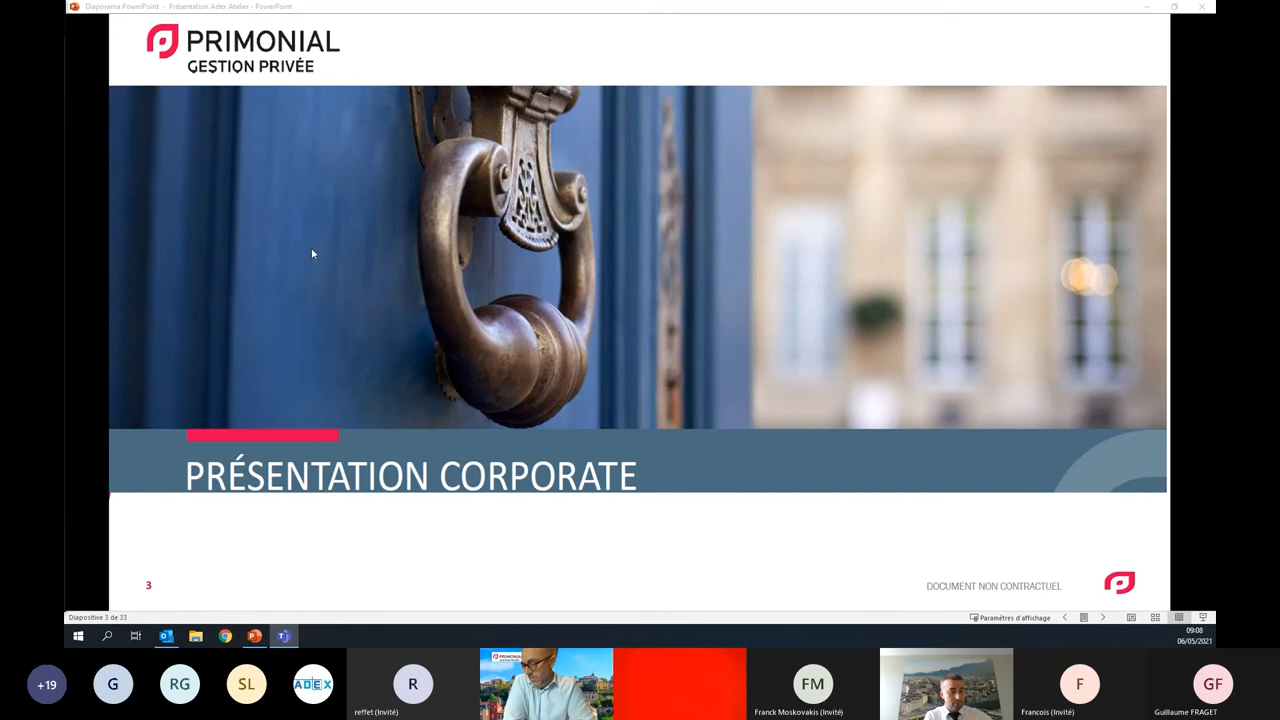 Diaporama PowerPoint - Présentation Adex Atelier - PowerPoint
PRIMONIAL
GESTION PRIVÉE
PRÉSENTATION CORPORATE
3
DOCUMENT NON CONTRACTUEL
Diapositive 3 de 33
Paramètres d'affichage
09:08
06/05/2021
+19
G
RG
SL
ADEX
R
reffet (Invité)
PRIMONIAL
FM
Franck Moskovakis (Invité)
F
Francois (Invité)
GF
Guillaume FRAGET